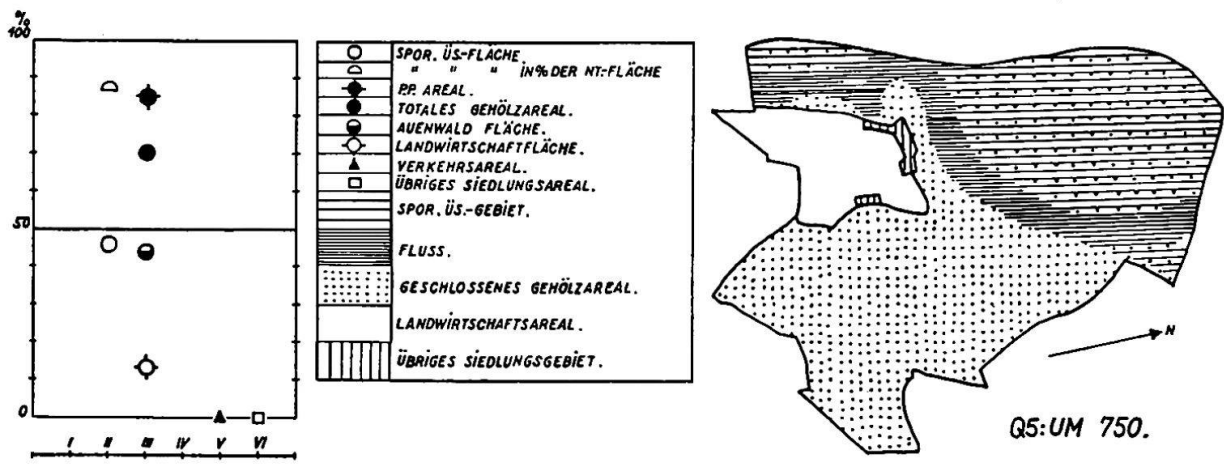 %
100
50
0
I II III IV V VI
SPOR. ÜS.-FLÄCHE
" " " IN % DER NT.-FLÄCHE
P.P. AREAL.
TOTALES GEHÖLZAREAL.
AUENWALD FLÄCHE.
LANDWIRTSCHAFTFLÄCHE.
VERKEHRSAREAL.
ÜBRIGES SIEDLUNGSAREAL.
SPOR. ÜS.-GEBIET.
FLUSS.
GESCHLOSSENES GEHÖLZAREAL.
LANDWIRTSCHAFTSAREAL.
ÜBRIGES SIEDLUNGSGEBIET.
N
Q5:UM 750.